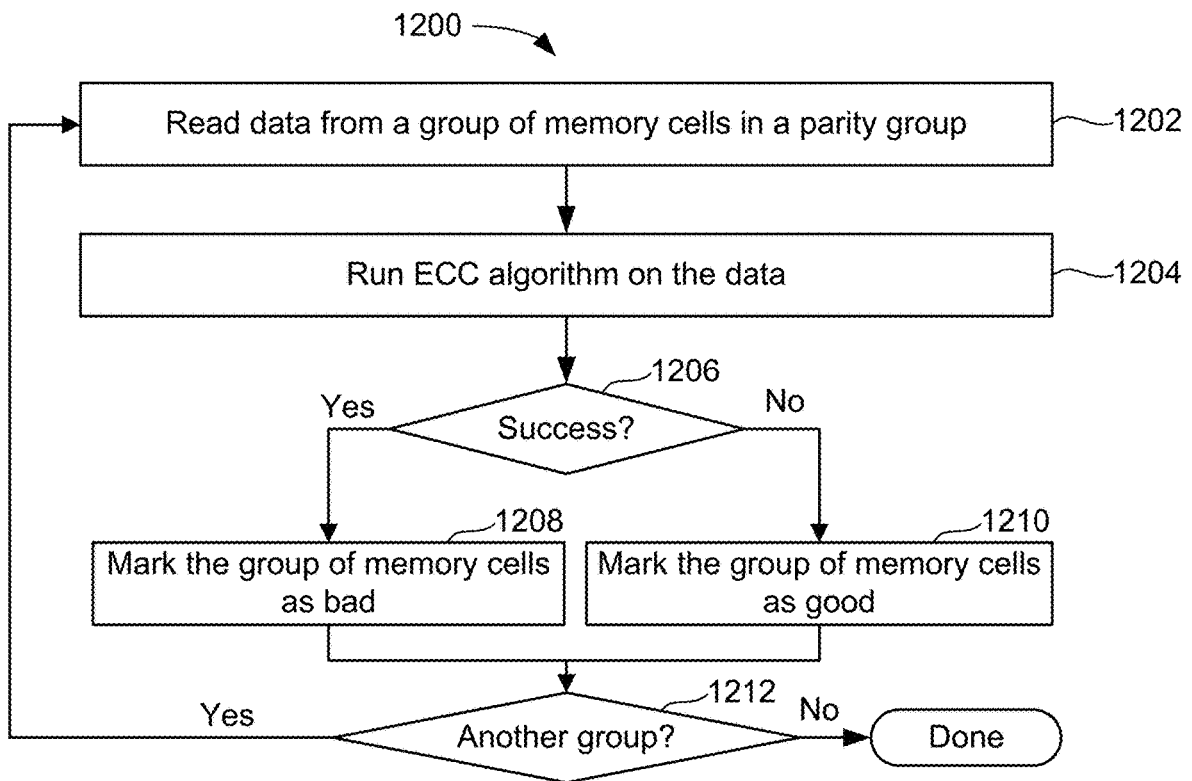 1200
Read data from a group of memory cells in a parity group
1202
Run ECC algorithm on the data
1204
1206
Yes
No
Success?
1208
1210
Mark the group of memory cells
as bad
Mark the group of memory cells
as good
1212
Yes
No
Another group?
Done